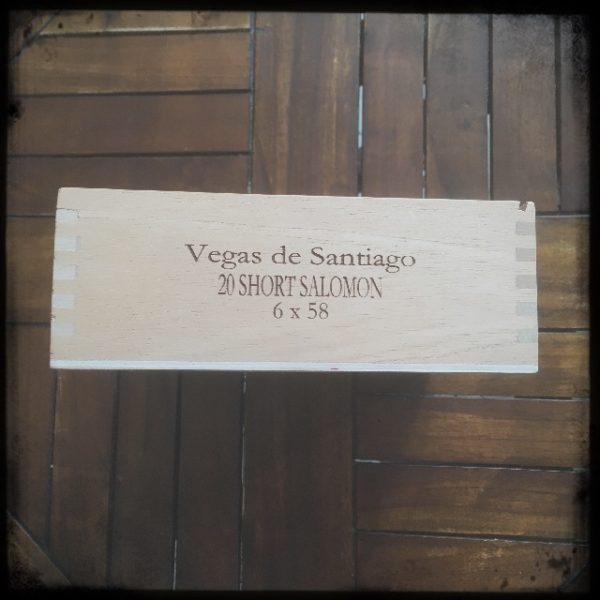 Vegas de Santiago
20 SHORT SALOMON
6 x 58